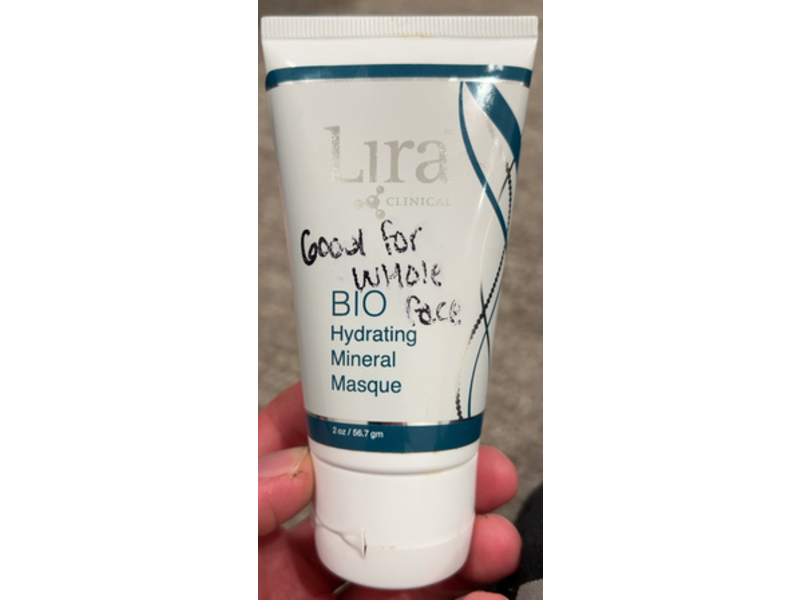 Lira
CLINICAL
Good for
WHole
Face
BIO
Hydrating
Mineral
Masque
2 oz / 56.7 gm